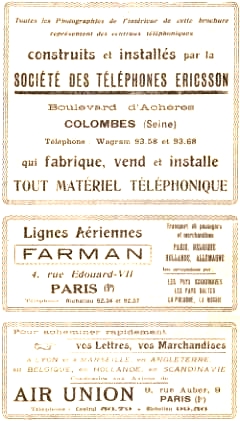 Toutes les Photographies de l'intérieur de cette brochure
représentent des centraux téléphoniques
construits et installés par la
SOCIÉTÉ DES TÉLÉPHONES ERICSSON
Boulevard d'Achères
COLOMBES (Seine)
Téléphone : Wagram 93.58 et 93.68
qui fabrique, vend et installe
TOUT MATÉRIEL TÉLÉPHONIQUE
Lignes Aériennes
FARMAN
4, rue Edouard-VII
PARIS
Téléphone : Richelieu 92.34 et 92.37
Transport de passagers
et marchandises
PARIS, BELGIQUE
HOLLANDE, ALLEMAGNE
LES PAYS SCANDINAVES
LES PAYS BALTES
LA POLOGNE, LA RUSSIE
Pour acheminer rapidement
vos Lettres, vos Marchandises
A LYON et à MARSEILLE, en ANGLETERRE
en BELGIQUE, en HOLLANDE, en SCANDINAVIE
AIR UNION
9, rue Auber, 9
PARIS
Téléphone : Central